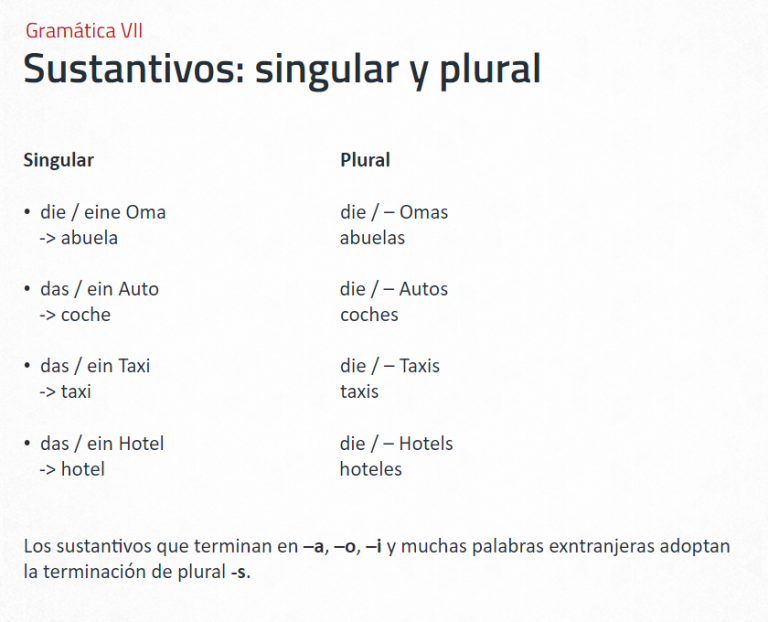 Gramática VII
Sustantivos: singular y plural
Singular Plural
• die / eine Oma die / – Omas
-> abuela abuelas
• das / ein Auto die / – Autos
-> coche coches
• das / ein Taxi die / – Taxis
-> taxi taxis
• das / ein Hotel die / – Hotels
-> hotel hoteles
Los sustantivos que terminan en –a, –o, –i y muchas palabras exntranjeras adoptan
la terminación de plural -s.